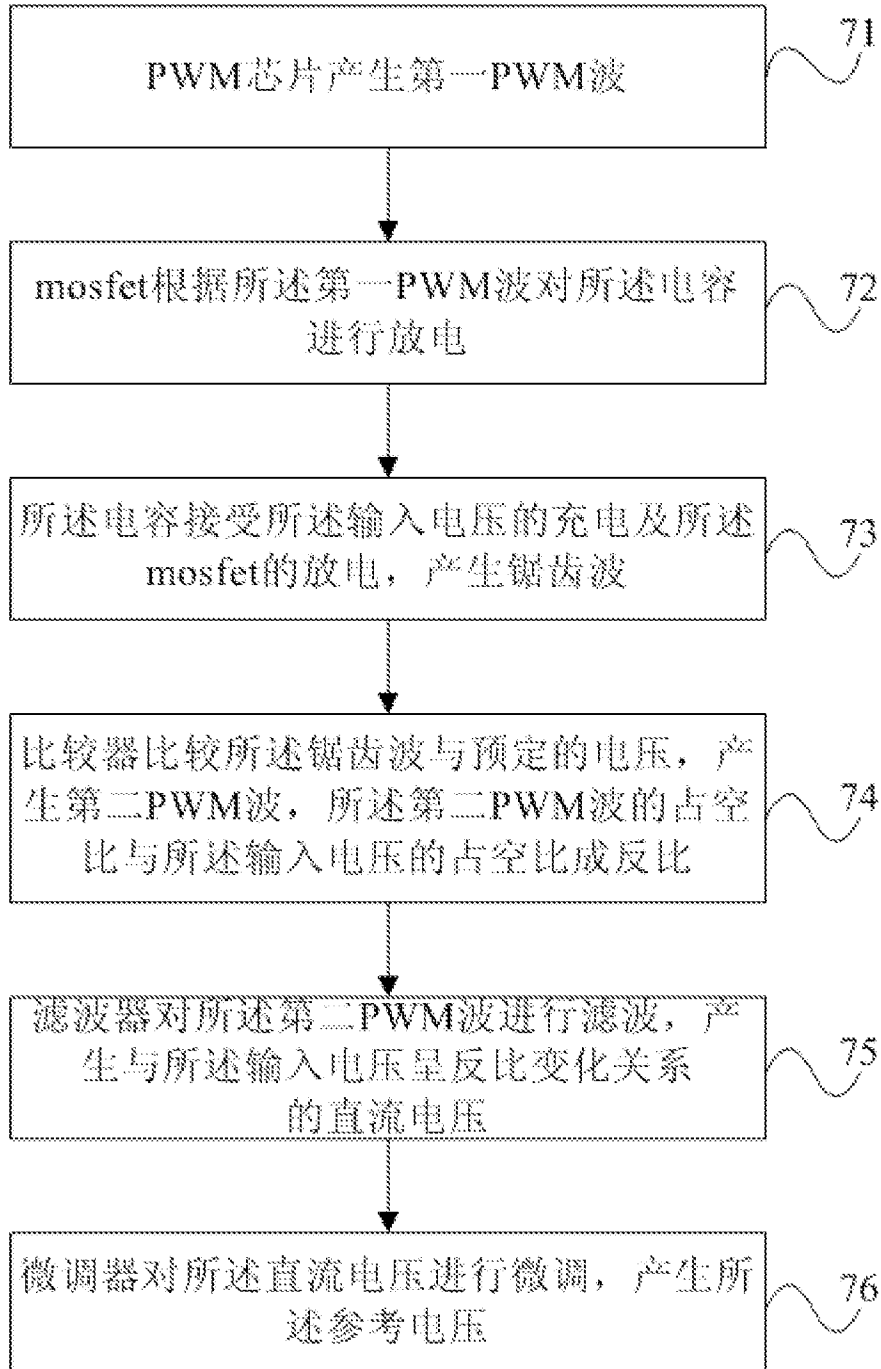 PWM芯片产生第一PWM波
71
mosfet根据所述第一PWM波对所述电容
进行放电
72
所述电容接受所述输入电压的充电及所述
mosfet的放电，产生锯齿波
73
比较器比较所述锯齿波与预定的电压，产
生第二PWM波，所述第二PWM波的占空
比与所述输入电压的占空比成反比
74
滤波器对所述第二PWM波进行滤波，产
生与所述输入电压呈反比变化关系
的直流电压
75
微调器对所述直流电压进行微调，产生所
述参考电压
76